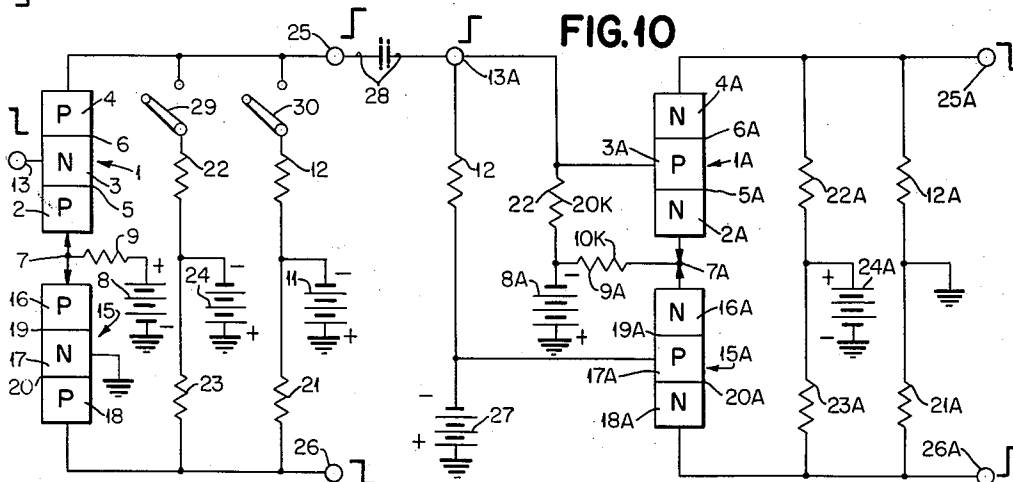 FIG.10
25
28
13A
25A
P
4
6
N
3
1
13
2
P
5
29
22
30
12
12
N
4A
6A
3A
P
1A
5A
N
2A
22
20K
22A
12A
7
9
+
8
-
24
-
+
11
-
+
10K
7A
8A
-
9A
+
+
24A
-
P
16
15
19
N
17
20
P
18
23
21
N
16A
19A
P
15A
17A
20A
N
18A
23A
21A
-
27
+
26
26A